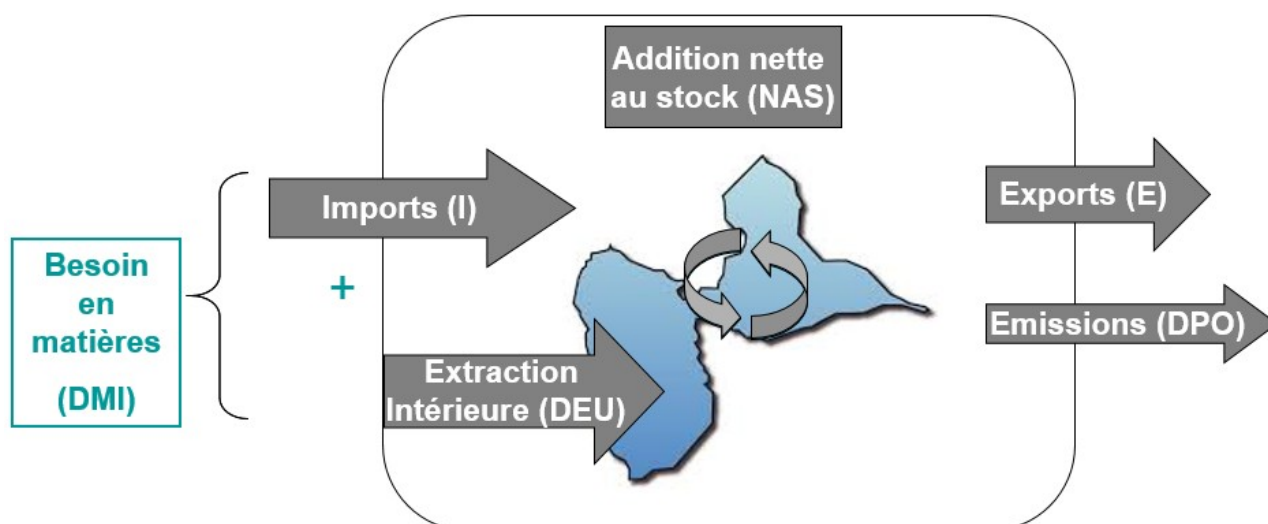 Addition nette
au stock (NAS)
Imports (I)
Exports (E)
Besoin
en
matières
(DMI)
+
Emissions (DPO)
Extraction
Intérieure (DEU)